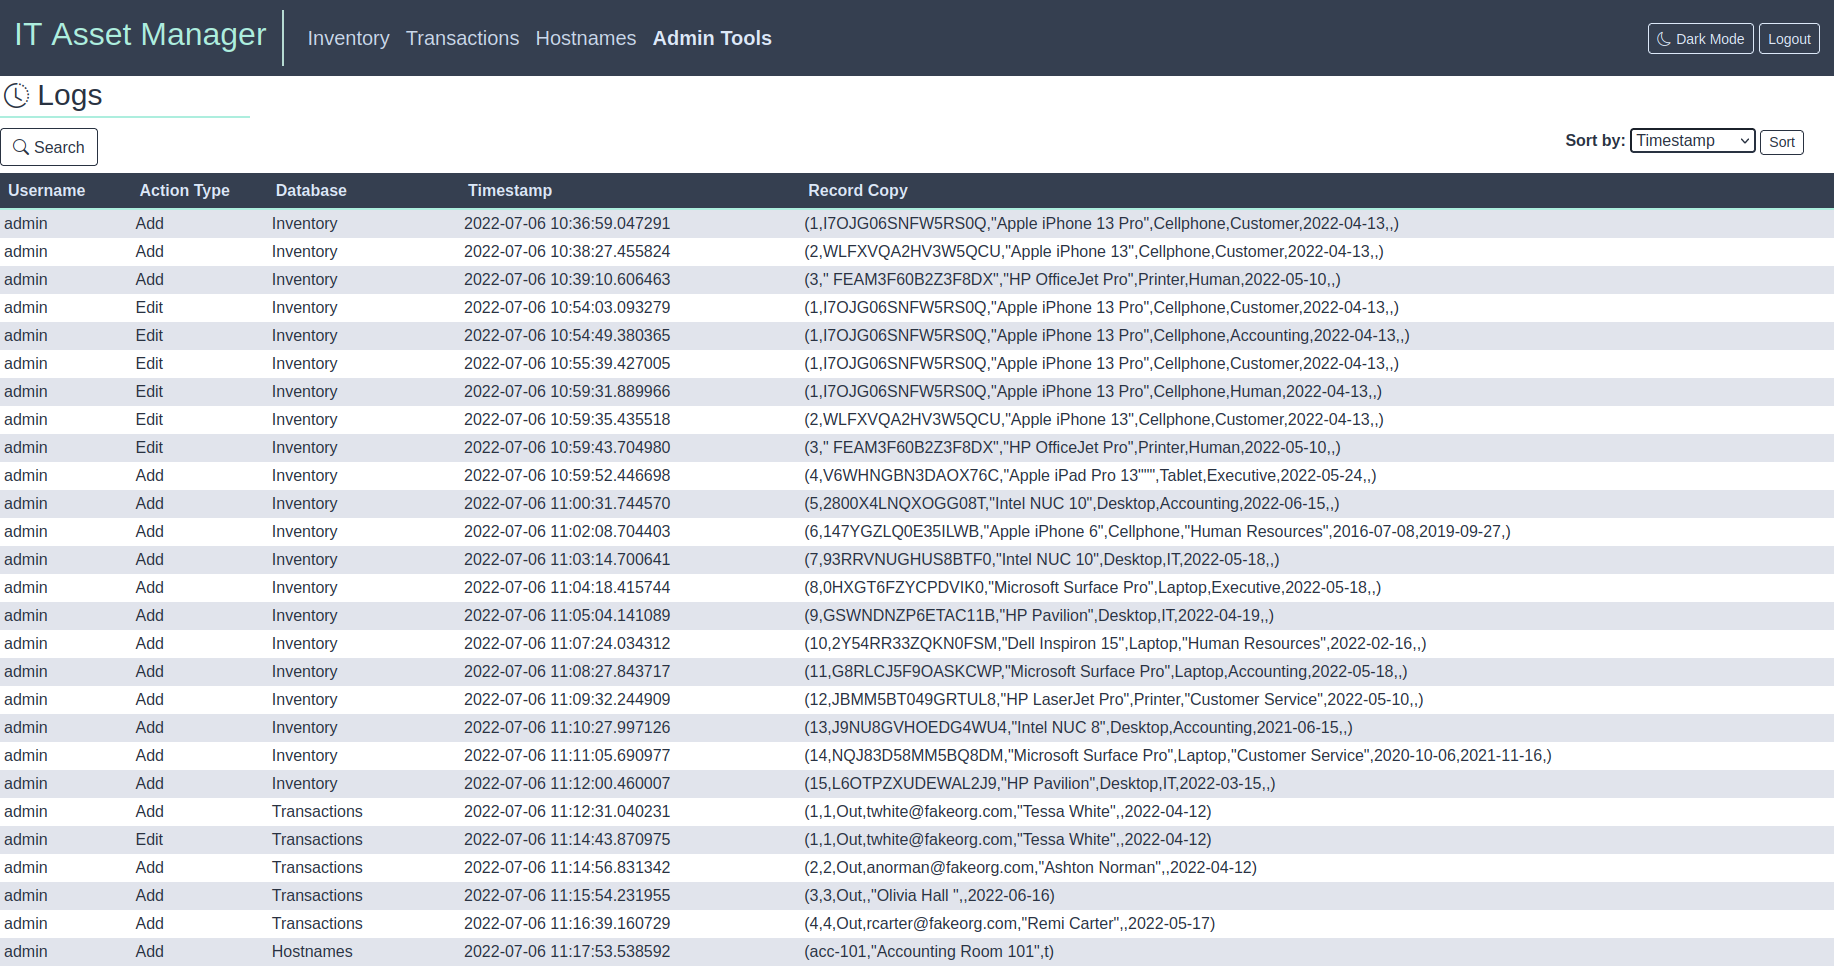 IT Asset Manager Inventory Transactions Hostnames Admin Tools Dark Mode Logout
Logs
Search Sort by: Timestamp Sort
Username Action Type Database Timestamp Record Copy
admin Add Inventory 2022-07-06 10:36:59.047291 (1,I7OJG06SNFW5RS0Q,"Apple iPhone 13 Pro",Cellphone,Customer,2022-04-13,,)
admin Add Inventory 2022-07-06 10:38:27.455824 (2,WLFXVQA2HV3W5QCU,"Apple iPhone 13",Cellphone,Customer,2022-04-13,,)
admin Add Inventory 2022-07-06 10:39:10.606463 (3," FEAM3F60B2Z3F8DX","HP OfficeJet Pro",Printer,Human,2022-05-10,,)
admin Edit Inventory 2022-07-06 10:54:03.093279 (1,I7OJG06SNFW5RS0Q,"Apple iPhone 13 Pro",Cellphone,Customer,2022-04-13,,)
admin Edit Inventory 2022-07-06 10:54:49.380365 (1,I7OJG06SNFW5RS0Q,"Apple iPhone 13 Pro",Cellphone,Accounting,2022-04-13,,)
admin Edit Inventory 2022-07-06 10:55:39.427005 (1,I7OJG06SNFW5RS0Q,"Apple iPhone 13 Pro",Cellphone,Customer,2022-04-13,,)
admin Edit Inventory 2022-07-06 10:59:31.889966 (1,I7OJG06SNFW5RS0Q,"Apple iPhone 13 Pro",Cellphone,Human,2022-04-13,,)
admin Edit Inventory 2022-07-06 10:59:35.435518 (2,WLFXVQA2HV3W5QCU,"Apple iPhone 13",Cellphone,Customer,2022-04-13,,)
admin Edit Inventory 2022-07-06 10:59:43.704980 (3," FEAM3F60B2Z3F8DX","HP OfficeJet Pro",Printer,Human,2022-05-10,,)
admin Add Inventory 2022-07-06 10:59:52.446698 (4,V6WHNGBN3DAOX76C,"Apple iPad Pro 13""",Tablet,Executive,2022-05-24,,)
admin Add Inventory 2022-07-06 11:00:31.744570 (5,2800X4LNQXOGG08T,"Intel NUC 10",Desktop,Accounting,2022-06-15,,)
admin Add Inventory 2022-07-06 11:02:08.704403 (6,147YGZLQ0E35ILWB,"Apple iPhone 6",Cellphone,"Human Resources",2016-07-08,2019-09-27,)
admin Add Inventory 2022-07-06 11:03:14.700641 (7,93RRVNUGHUS8BTF0,"Intel NUC 10",Desktop,IT,2022-05-18,,)
admin Add Inventory 2022-07-06 11:04:18.415744 (8,0HXGT6FZYCPDVIK0,"Microsoft Surface Pro",Laptop,Executive,2022-05-18,,)
admin Add Inventory 2022-07-06 11:05:04.141089 (9,GSWNDNZP6ETAC11B,"HP Pavilion",Desktop,IT,2022-04-19,,)
admin Add Inventory 2022-07-06 11:07:24.034312 (10,2Y54RR33ZQKN0FSM,"Dell Inspiron 15",Laptop,"Human Resources",2022-02-16,,)
admin Add Inventory 2022-07-06 11:08:27.843717 (11,G8RLCJ5F9OASKCWP,"Microsoft Surface Pro",Laptop,Accounting,2022-05-18,,)
admin Add Inventory 2022-07-06 11:09:32.244909 (12,JBMM5BT049GRTUL8,"HP LaserJet Pro",Printer,"Customer Service",2022-05-10,,)
admin Add Inventory 2022-07-06 11:10:27.997126 (13,J9NU8GVHOEDG4WU4,"Intel NUC 8",Desktop,Accounting,2021-06-15,,)
admin Add Inventory 2022-07-06 11:11:05.690977 (14,NQJ83D58MM5BQ8DM,"Microsoft Surface Pro",Laptop,"Customer Service",2020-10-06,2021-11-16,)
admin Add Inventory 2022-07-06 11:12:00.460007 (15,L6OTPZXUDEWAL2J9,"HP Pavilion",Desktop,IT,2022-03-15,,)
admin Add Transactions 2022-07-06 11:12:31.040231 (1,1,Out,twhite@fakeorg.com,"Tessa White",,2022-04-12)
admin Edit Transactions 2022-07-06 11:14:43.870975 (1,1,Out,twhite@fakeorg.com,"Tessa White",,2022-04-12)
admin Add Transactions 2022-07-06 11:14:56.831342 (2,2,Out,anorman@fakeorg.com,"Ashton Norman",,2022-04-12)
admin Add Transactions 2022-07-06 11:15:54.231955 (3,3,Out,,"Olivia Hall ",,2022-06-16)
admin Add Transactions 2022-07-06 11:16:39.160729 (4,4,Out,rcarter@fakeorg.com,"Remi Carter",,2022-05-17)
admin Add Hostnames 2022-07-06 11:17:53.538592 (acc-101,"Accounting Room 101",t)